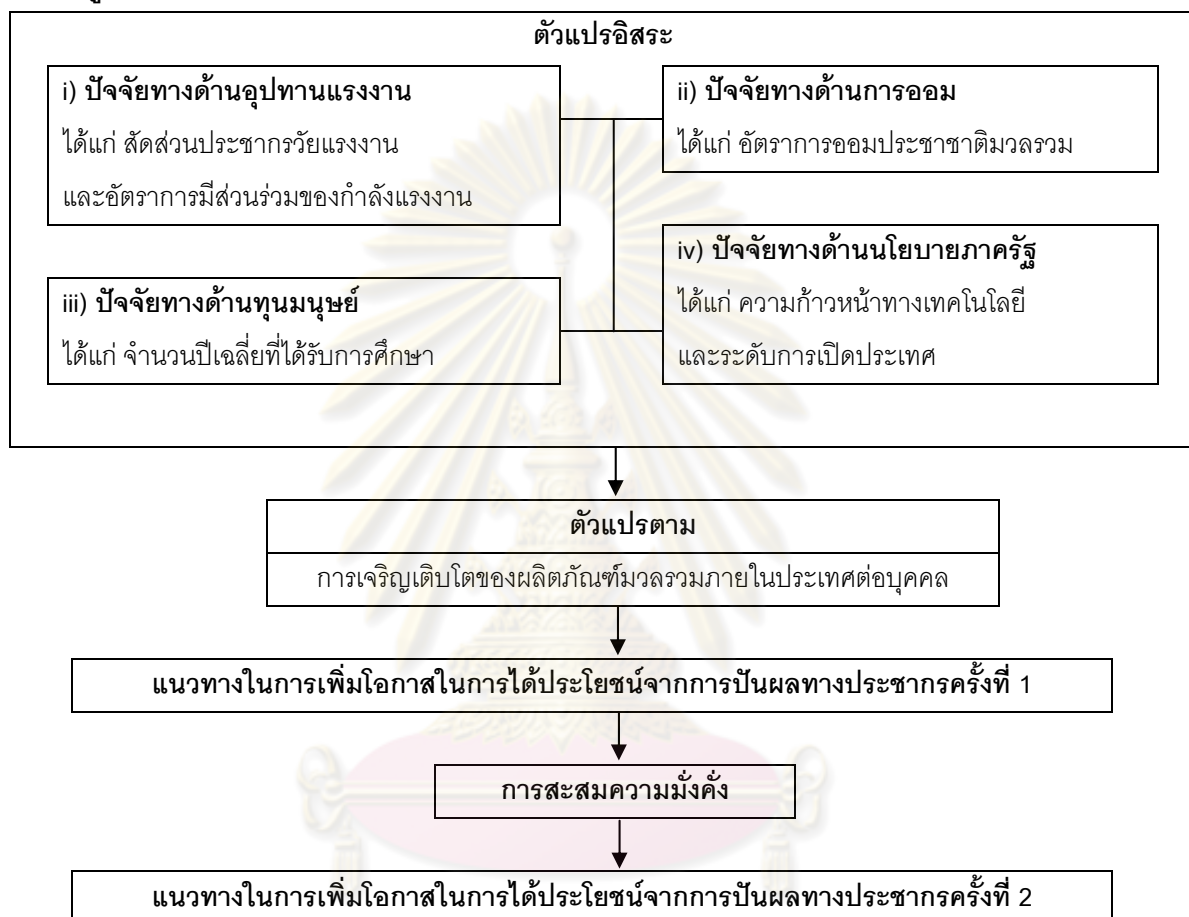 ตัวแปรอิสระ
i) ปัจจัยทางด้านอุปทานแรงงาน
ได้แก่ สัดส่วนประชากรวัยแรงงาน
และอัตราการมีส่วนร่วมของกำลังแรงงาน
ii) ปัจจัยทางด้านการออม
ได้แก่ อัตราการออมประชาชาติมวลรวม
iii) ปัจจัยทางด้านทุนมนุษย์
ได้แก่ จำนวนปีเฉลี่ยที่ได้รับการศึกษา
iv) ปัจจัยทางด้านนโยบายภาครัฐ
ได้แก่ ความก้าวหน้าทางเทคโนโลยี
และระดับการเปิดประเทศ
ตัวแปรตาม
การเจริญเติบโตของผลิตภัณฑ์มวลรวมภายในประเทศต่อบุคคล
แนวทางในการเพิ่มโอกาสในการได้ประโยชน์จากการปันผลทางประชากรครั้งที่ 1
การสะสมความมั่งคั่ง
แนวทางในการเพิ่มโอกาสในการได้ประโยชน์จากการปันผลทางประชากรครั้งที่ 2